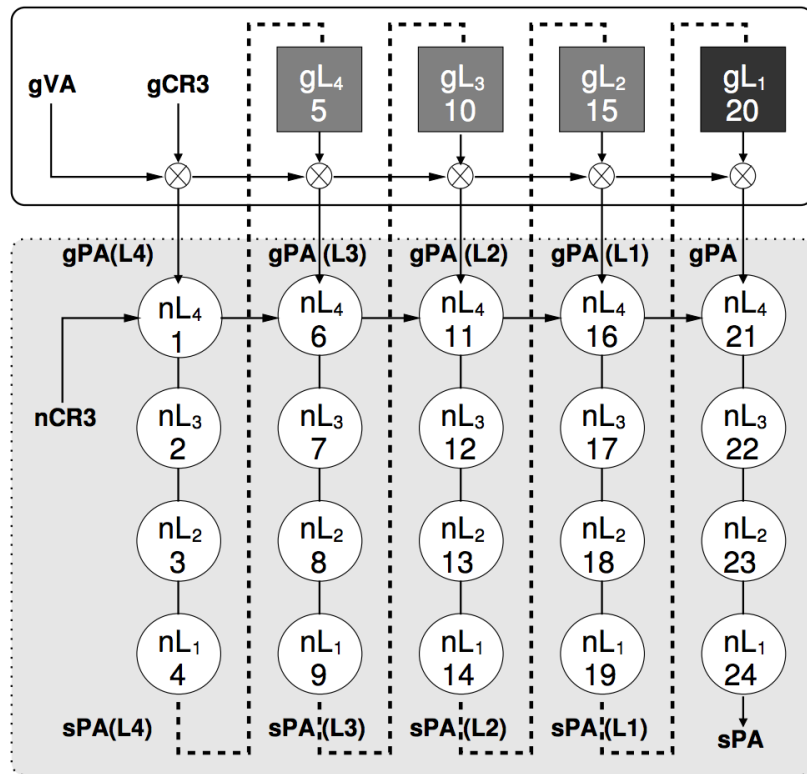 gVA gCR3 gL₄ gL₃ gL₂ gL₁
5 10 15 20
gPA(L4) gPA(L3) gPA(L2) gPA(L1) gPA
nL₄ nL₄ nL₄ nL₄ nL₄
1 6 11 16 21
nCR3
nL₃ nL₃ nL₃ nL₃ nL₃
2 7 12 17 22
nL₂ nL₂ nL₂ nL₂ nL₂
3 8 13 18 23
nL₁ nL₁ nL₁ nL₁ nL₁
4 9 14 19 24
sPA(L4) sPA(L3) sPA(L2) sPA(L1) sPA